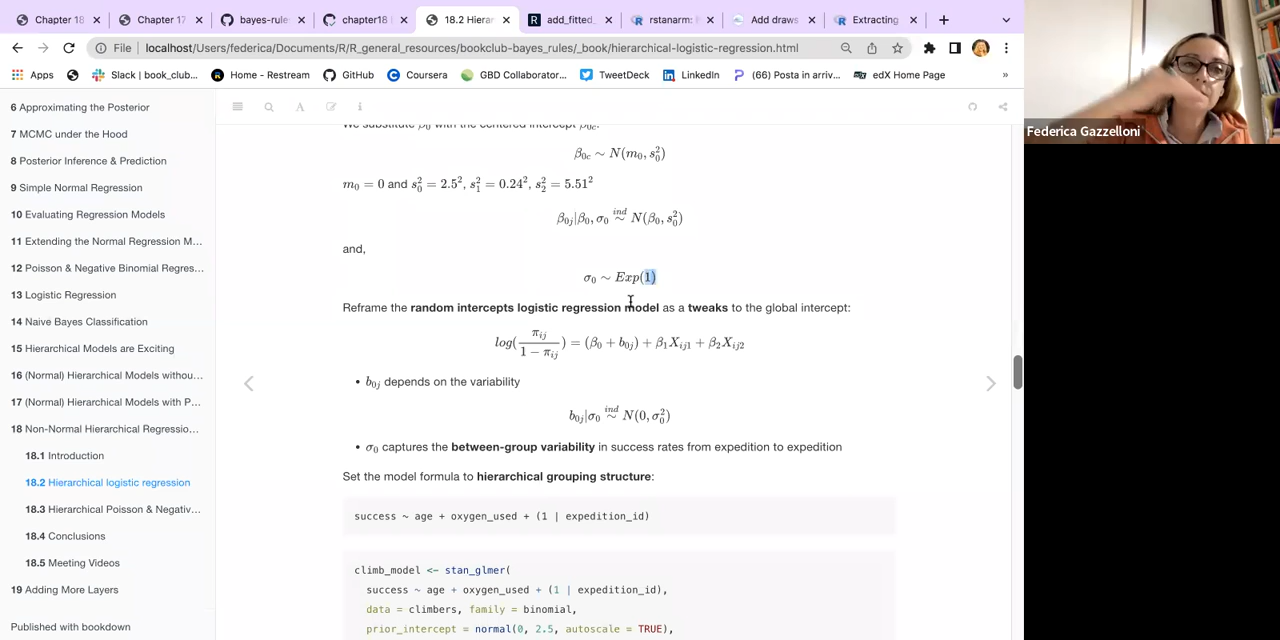 Chapter 18
Chapter 17
bayes-rule
chapter18
18.2 Hierar
add_fitted_
rstanarm:
Add draws
Extracting
File
localhost/Users/federica/Documents/R/R_general_resources/bookclub-bayes_rules/_book/hierarchical-logistic-regression.html
Apps
Slack | book_club...
Home - Restream
GitHub
Coursera
GBD Collaborator...
TweetDeck
LinkedIn
(66) Posta in arriv...
edX Home Page
»
6 Approximating the Posterior
7 MCMC under the Hood
8 Posterior Inference & Prediction
9 Simple Normal Regression
10 Evaluating Regression Models
11 Extending the Normal Regression M...
12 Poisson & Negative Binomial Regres...
13 Logistic Regression
14 Naive Bayes Classification
15 Hierarchical Models are Exciting
16 (Normal) Hierarchical Models withou...
17 (Normal) Hierarchical Models with P...
18 Non-Normal Hierarchical Regressio...
18.1 Introduction
18.2 Hierarchical logistic regression
18.3 Hierarchical Poisson & Negativ...
18.4 Conclusions
18.5 Meeting Videos
19 Adding More Layers
Published with bookdown
We substitute β0 with the centered intercept β0c:
β0c ∼ N(m0, s0²)
m0 = 0 and s0² = 2.5², s1² = 0.24², s2² = 5.51²
β0j|β0, σ0 ind∼ N(β0, s0²)
and,
σ0 ∼ Exp(1)
Reframe the random intercepts logistic regression model as a tweaks to the global intercept:
log(πij / 1 − πij) = (β0 + b0j) + β1Xij1 + β2Xij2
• b0j depends on the variability
b0j|σ0 ind∼ N(0, σ0²)
• σ0 captures the between-group variability in success rates from expedition to expedition
Set the model formula to hierarchical grouping structure:
success ~ age + oxygen_used + (1 | expedition_id)
climb_model <- stan_glmer(
success ~ age + oxygen_used + (1 | expedition_id),
data = climbers, family = binomial,
prior_intercept = normal(0, 2.5, autoscale = TRUE),
Federica Gazzelloni